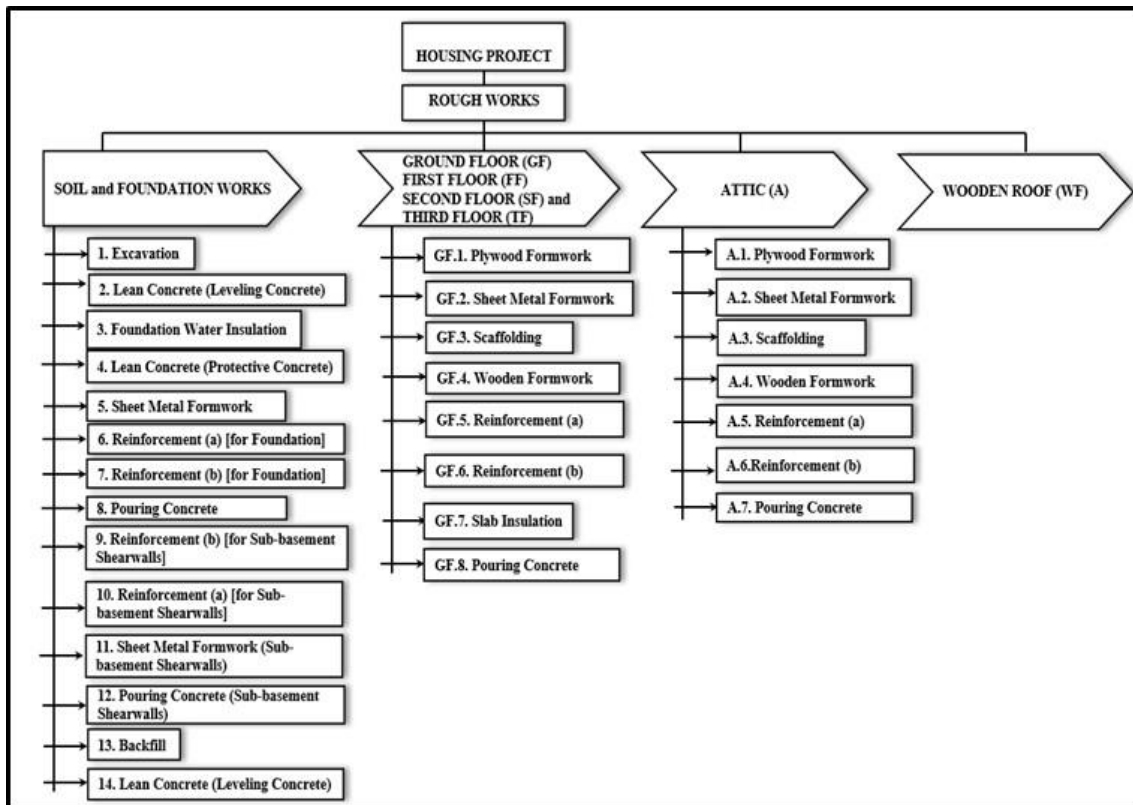 HOUSING PROJECT
ROUGH WORKS
SOIL and FOUNDATION WORKS
1. Excavation
2. Lean Concrete (Leveling Concrete)
3. Foundation Water Insulation
4. Lean Concrete (Protective Concrete)
5. Sheet Metal Formwork
6. Reinforcement (a) [for Foundation]
7. Reinforcement (b) [for Foundation]
8. Pouring Concrete
9. Reinforcement (b) [for Sub-basement
Shearwalls]
10. Reinforcement (a) [for Sub-
basement Shearwalls]
11. Sheet Metal Formwork (Sub-
basement Shearwalls)
12. Pouring Concrete (Sub-basement
Shearwalls)
13. Backfill
14. Lean Concrete (Leveling Concrete)
GROUND FLOOR (GF)
FIRST FLOOR (FF)
SECOND FLOOR (SF) and
THIRD FLOOR (TF)
GF.1. Plywood Formwork
GF.2. Sheet Metal Formwork
GF.3. Scaffolding
GF.4. Wooden Formwork
GF.5. Reinforcement (a)
GF.6. Reinforcement (b)
GF.7. Slab Insulation
GF.8. Pouring Concrete
ATTIC (A)
A.1. Plywood Formwork
A.2. Sheet Metal Formwork
A.3. Scaffolding
A.4. Wooden Formwork
A.5. Reinforcement (a)
A.6.Reinforcement (b)
A.7. Pouring Concrete
WOODEN ROOF (WF)